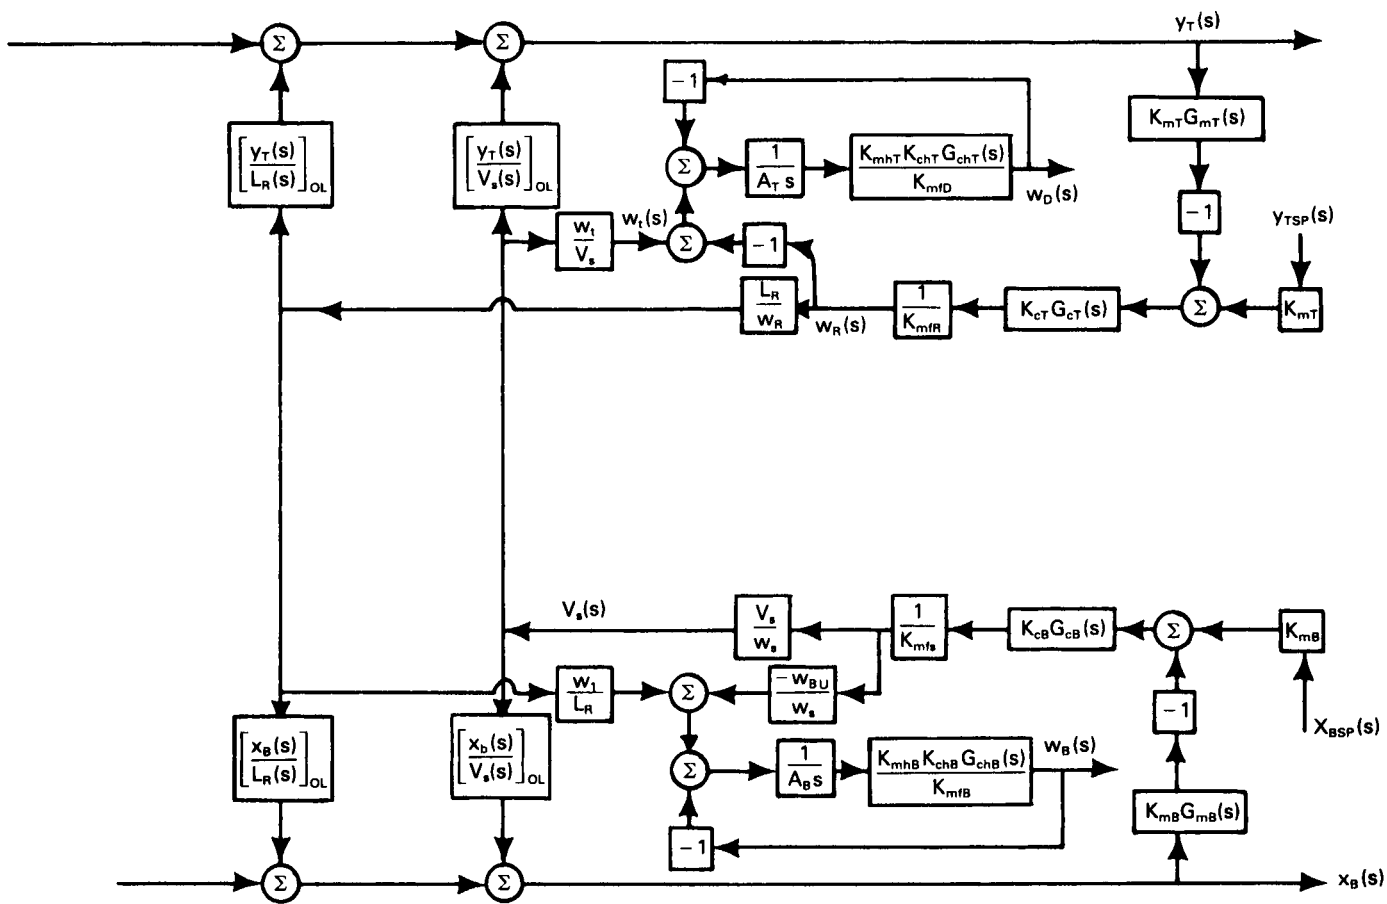 y_T(s)
Σ
Σ
-1
K_mT G_mT(s)
[y_T(s)/L_R(s)]_OL
[y_T(s)/V_s(s)]_OL
Σ
1/(A_T s)
K_mhT K_chT G_chT(s)/K_mfD
w_D(s)
-1
y_TSP(s)
w_t/V_s
w_t(s)
Σ
-1
L_R/w_R
w_R(s)
1/K_mfR
K_cT G_cT(s)
Σ
K_mT
V_s(s)
V_s/w_s
1/K_mfs
K_cB G_cB(s)
Σ
K_mB
w_1/L_R
Σ
-w_BU/w_s
-1
X_BSP(s)
[x_B(s)/L_R(s)]_OL
[x_b(s)/V_s(s)]_OL
Σ
1/(A_B s)
K_mhB K_chB G_chB(s)/K_mfB
w_B(s)
K_mB G_mB(s)
-1
Σ
Σ
x_B(s)